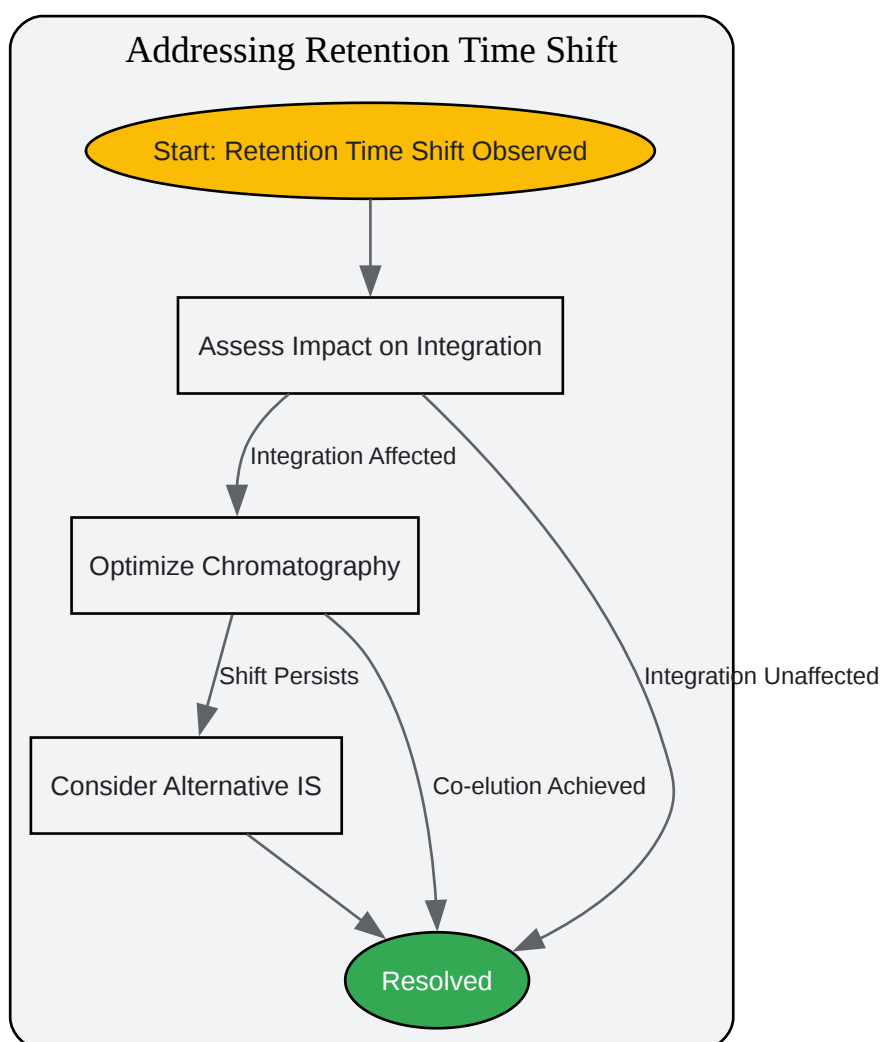 Addressing Retention Time Shift
Start: Retention Time Shift Observed
Assess Impact on Integration
Integration Affected
Optimize Chromatography
Shift Persists
Integration Unaffected
Consider Alternative IS
Co-elution Achieved
Resolved